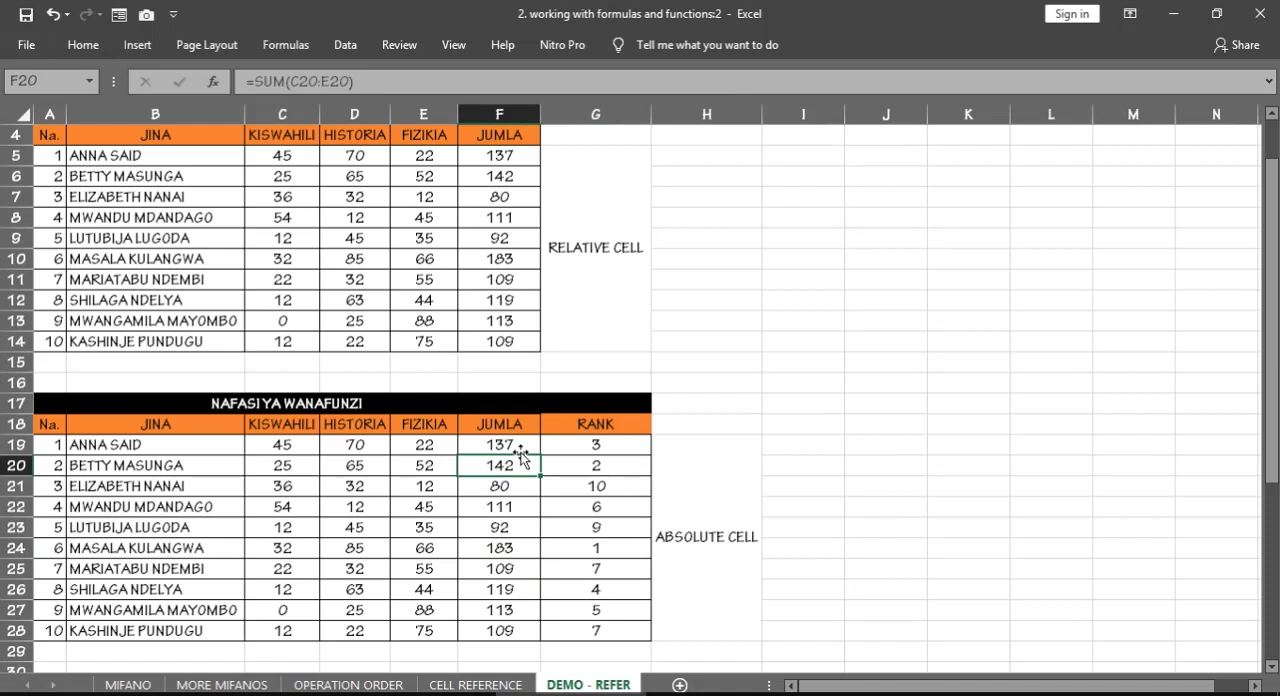 2. working with formulas and functions:2 - Excel Sign in
File Home Insert Page Layout Formulas Data Review View Help Nitro Pro Tell me what you want to do Share
F20 fx =SUM(C20:E20)
A B C D E F G H I J K L M N
4 Na. JINA KISWAHILI HISTORIA FIZIKIA JUMLA
5 1 ANNA SAID 45 70 22 137
6 2 BETTY MASUNGA 25 65 52 142
7 3 ELIZABETH NANAI 36 32 12 80
8 4 MWANDU MDANDAGO 54 12 45 111
9 5 LUTUBIJA LUGODA 12 45 35 92
RELATIVE CELL
10 6 MASALA KULANGWA 32 85 66 183
11 7 MARIATABU NDEMBI 22 32 55 109
12 8 SHILAGA NDELYA 12 63 44 119
13 9 MWANGAMILA MAYOMBO 0 25 88 113
14 10 KASHINJE PUNDUGU 12 22 75 109
15
16
17 NAFASI YA WANAFUNZI
18 Na. JINA KISWAHILI HISTORIA FIZIKIA JUMLA RANK
19 1 ANNA SAID 45 70 22 137 3
20 2 BETTY MASUNGA 25 65 52 142 2
21 3 ELIZABETH NANAI 36 32 12 80 10
22 4 MWANDU MDANDAGO 54 12 45 111 6
23 5 LUTUBIJA LUGODA 12 45 35 92 9
ABSOLUTE CELL
24 6 MASALA KULANGWA 32 85 66 183 1
25 7 MARIATABU NDEMBI 22 32 55 109 7
26 8 SHILAGA NDELYA 12 63 44 119 4
27 9 MWANGAMILA MAYOMBO 0 25 88 113 5
28 10 KASHINJE PUNDUGU 12 22 75 109 7
29
30
MIFANO MORE MIFANOS OPERATION ORDER CELL REFERENCE DEMO - REFER